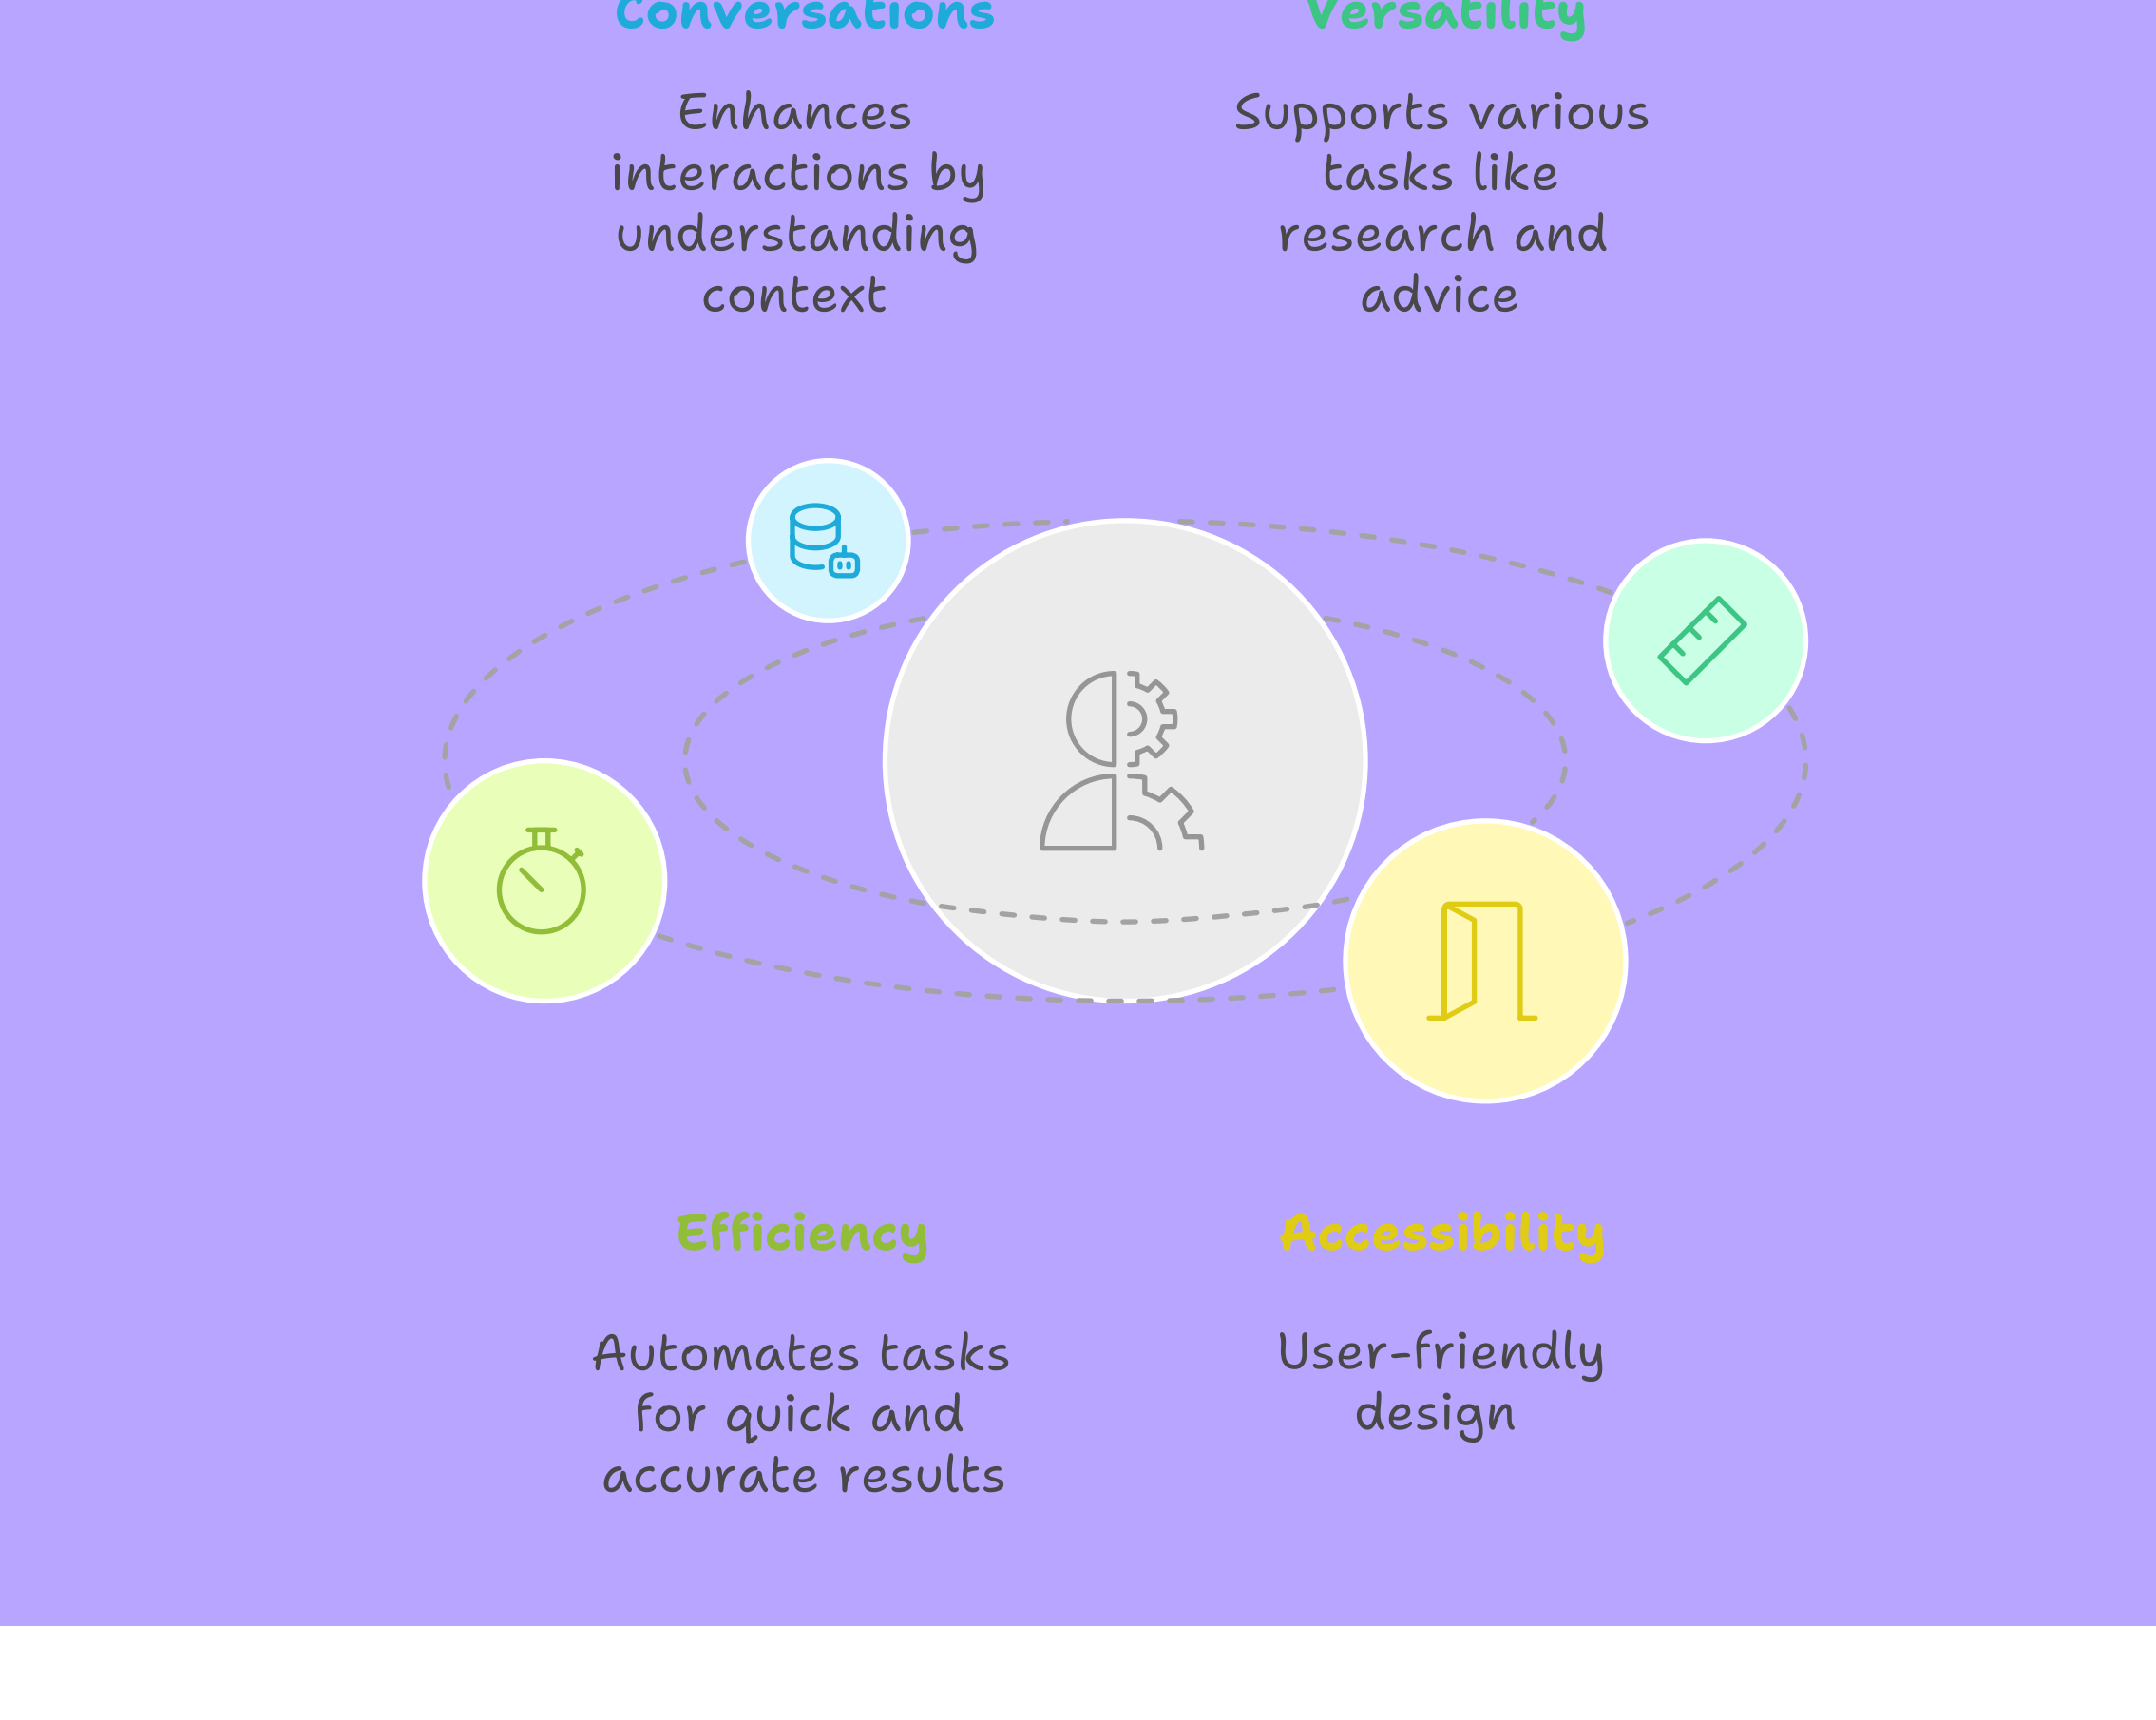 Conversations
Enhances
interactions by
understanding
context
Versatility
Supports various
tasks like
research and
advice
Efficiency
Automates tasks
for quick and
accurate results
Accessibility
User-friendly
design